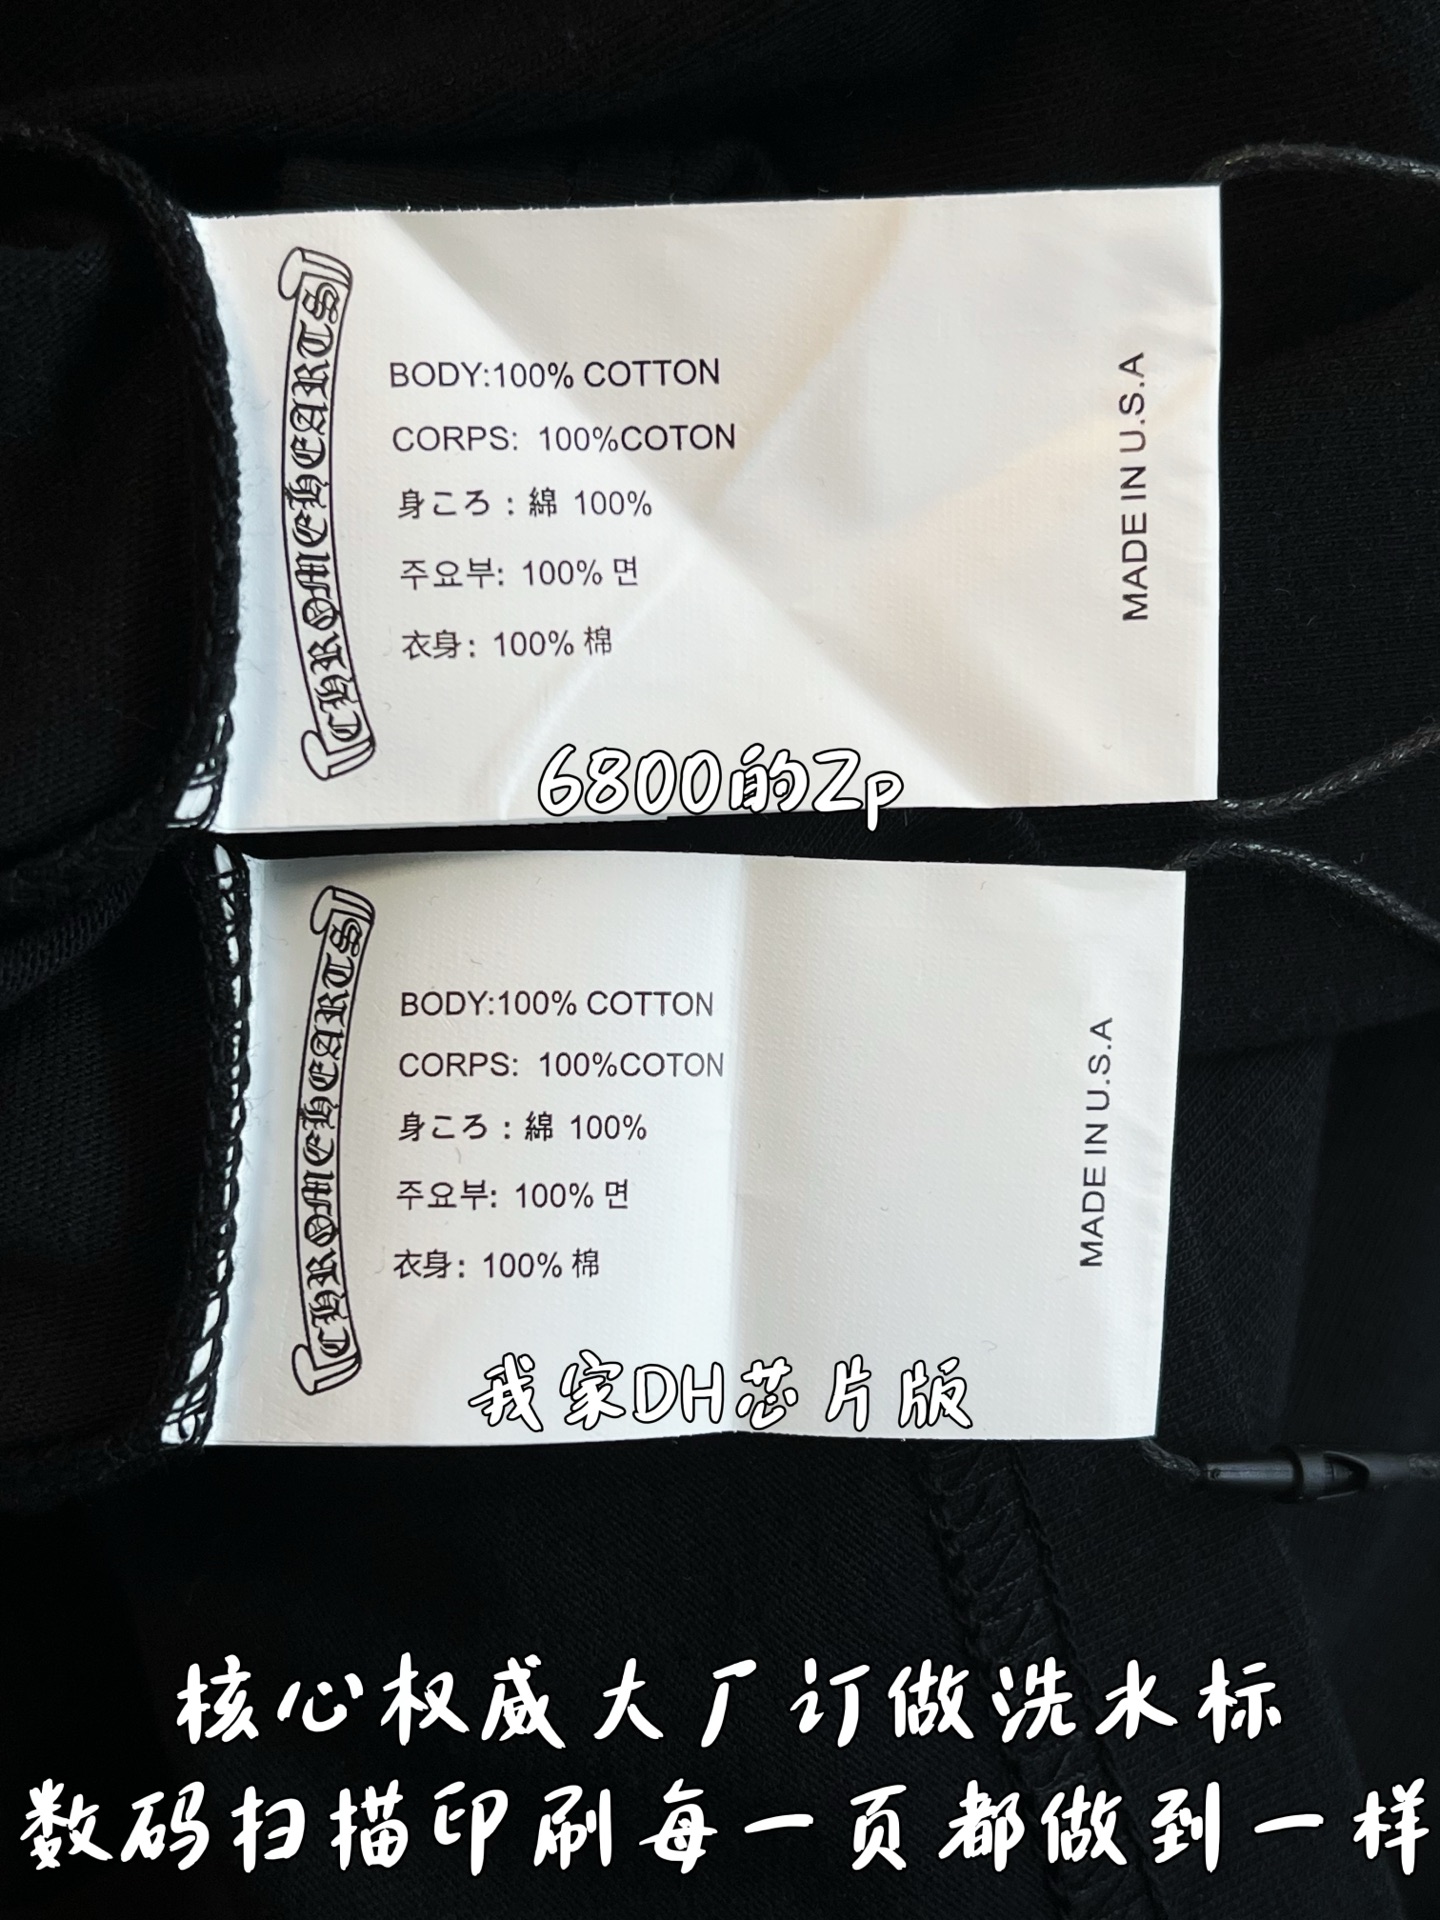 CHROME HEARTS
BODY:100% COTTON
CORPS: 100%COTON
身ころ：綿 100%
주요부: 100% 면
衣身: 100% 棉
MADE IN U.S.A
6800的Zp
CHROME HEARTS
BODY:100% COTTON
CORPS: 100%COTON
身ころ：綿 100%
주요부: 100% 면
衣身: 100% 棉
MADE IN U.S.A
我家DH芯片版
核心权威大厂订做洗水标
数码扫描印刷每一页都做到一样